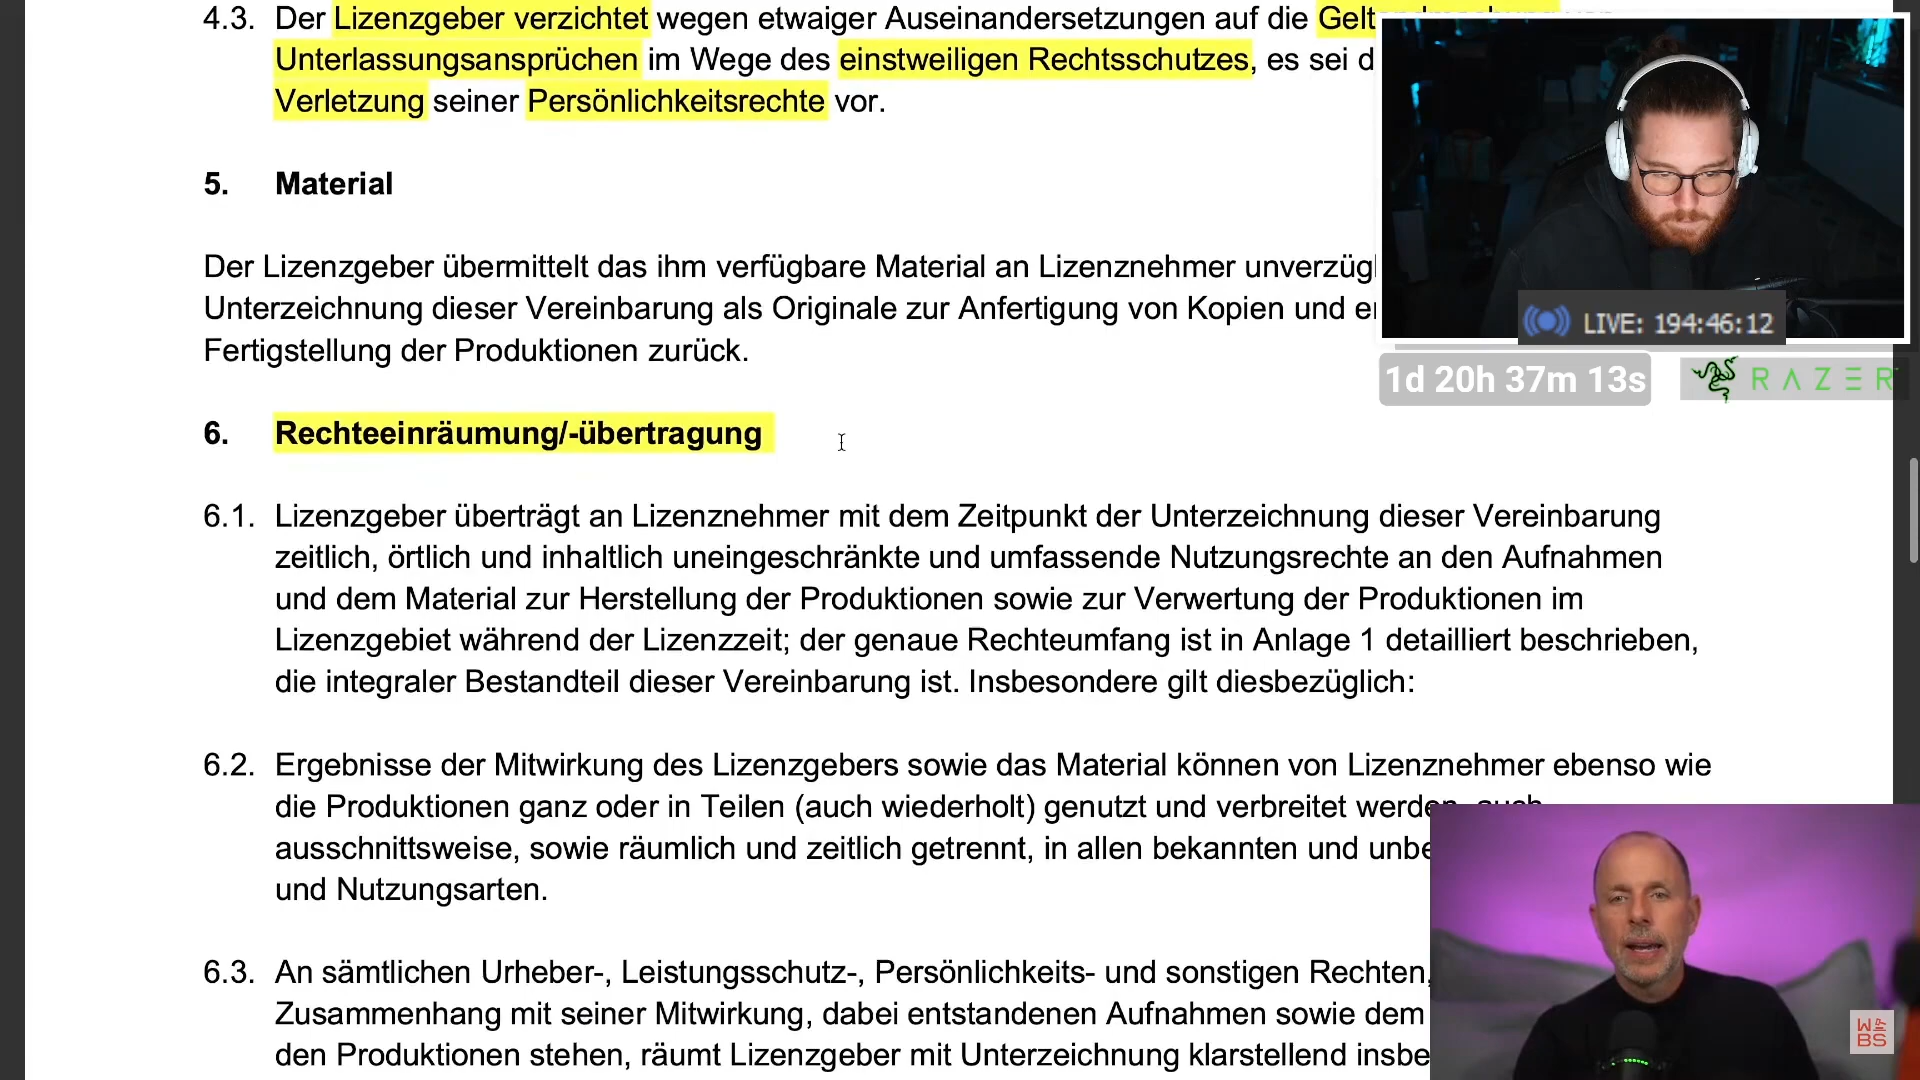 4.3. Der Lizenzgeber verzichtet wegen etwaiger Auseinandersetzungen auf die
Unterlassungsansprüchen im Wege des einstweiligen Rechtsschutzes, es sei
Verletzung seiner Persönlichkeitsrechte vor.
5. Material
Der Lizenzgeber übermittelt das ihm verfügbare Material an Lizenznehmer
Unterzeichnung dieser Vereinbarung als Originale zur Anfertigung von Kopien und
Fertigstellung der Produktionen zurück.
LIVE: 194:46:12
1d 20h 37m 13s
RAZER
6. Rechteeinräumung/-übertragung
6.1. Lizenzgeber überträgt an Lizenznehmer mit dem Zeitpunkt der Unterzeichnung dieser Vereinbarung
zeitlich, örtlich und inhaltlich uneingeschränkte und umfassende Nutzungsrechte an den Aufnahmen
und dem Material zur Herstellung der Produktionen sowie zur Verwertung der Produktionen im
Lizenzgebiet während der Lizenzzeit; der genaue Rechteumfang ist in Anlage 1 detailliert beschrieben,
die integraler Bestandteil dieser Vereinbarung ist. Insbesondere gilt diesbezüglich:
6.2. Ergebnisse der Mitwirkung des Lizenzgebers sowie das Material können von Lizenznehmer ebenso wie
die Produktionen ganz oder in Teilen (auch wiederholt) genutzt und verbreitet werden, auch
ausschnittsweise, sowie räumlich und zeitlich getrennt, in allen bekannten und
und Nutzungsarten.
6.3. An sämtlichen Urheber-, Leistungsschutz-, Persönlichkeits- und sonstigen Rechten,
Zusammenhang mit seiner Mitwirkung, dabei entstandenen Aufnahmen sowie dem
den Produktionen stehen, räumt Lizenzgeber mit Unterzeichnung klarstellend
WBS